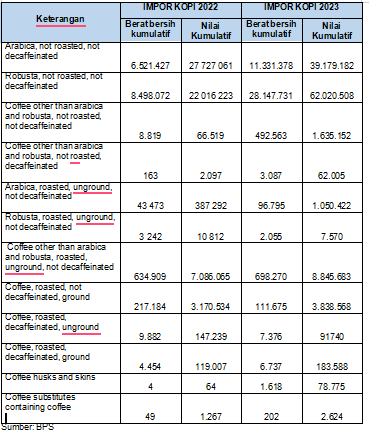 Keterangan IMPOR KOPI 2022 IMPOR KOPI 2023
Berat bersih kumulatif Nilai Kumulatif Berat bersih kumulatif Nilai Kumulatif
Arabica, not roasted, not
decaffeinated 6.521.427 27 727 061 11.331.378 39.179.182
Robusta, not roasted, not
decaffeinated 8.498.072 22 016 223 28.147.731 62.020.508
Coffee other than arabica
and robusta, not roasted,
not decaffeinated 8.819 66.519 492.563 1.635.152
Coffee other than arabica
and robusta, not roasted,
decaffeinated 163 2.097 3.087 62.005
Arabica, roasted, unground,
not decaffeinated 43 473 387 292 96.795 1.050.422
Robusta, roasted, unground,
not decaffeinated 3 242 10 812 2.055 7.570
Coffee other than arabica
and robusta, roasted,
unground, not decaffeinated 634.909 7.086.065 698.270 8.845.683
Coffee, roasted, not
decaffeinated, ground 217.184 3.170.534 111.675 3.838.568
Coffee, roasted,
decaffeinated, unground 9.882 147.239 7.376 91740
Coffee, roasted,
decaffeinated, ground 4.454 119.007 6.737 183.588
Coffee husks and skins 4 64 1.618 78.775
Coffee substitutes
containing coffee 49 1.267 202 2.624
Sumber: BPS